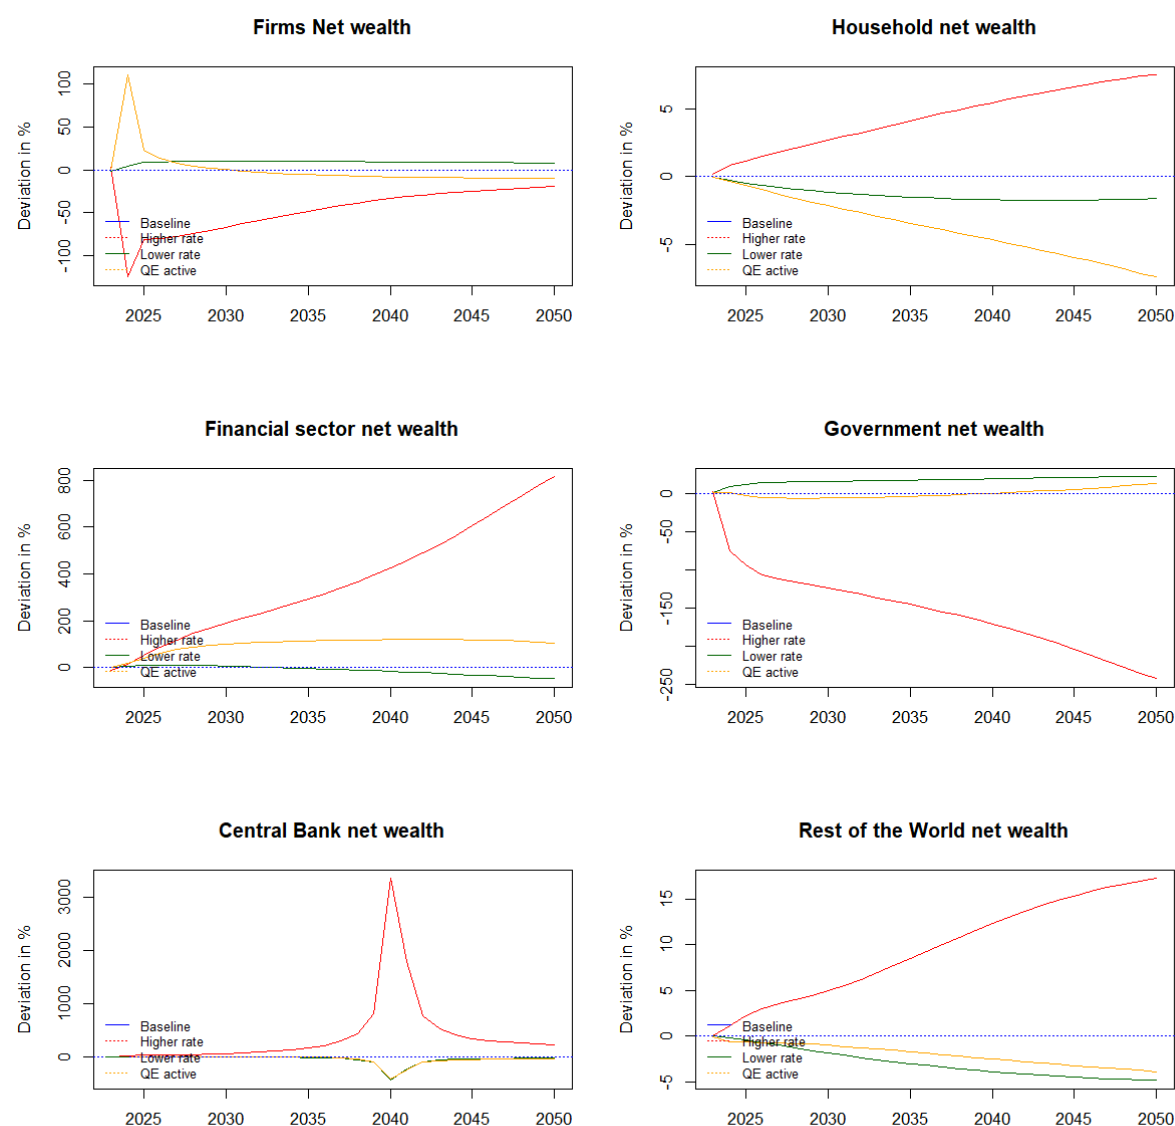 Firms Net wealth
Deviation in %
100
50
0
-50
-100
Baseline
Higher rate
Lower rate
QE active
2025 2030 2035 2040 2045 2050
Household net wealth
Deviation in %
5
0
-5
Baseline
Higher rate
Lower rate
QE active
2025 2030 2035 2040 2045 2050
Financial sector net wealth
Deviation in %
800
600
400
200
0
Baseline
Higher rate
Lower rate
QE active
2025 2030 2035 2040 2045 2050
Government net wealth
Deviation in %
0
-50
-150
-250
Baseline
Higher rate
Lower rate
QE active
2025 2030 2035 2040 2045 2050
Central Bank net wealth
Deviation in %
3000
2000
1000
0
Baseline
Higher rate
Lower rate
QE active
2025 2030 2035 2040 2045 2050
Rest of the World net wealth
Deviation in %
15
10
5
0
-5
Baseline
Higher rate
Lower rate
QE active
2025 2030 2035 2040 2045 2050